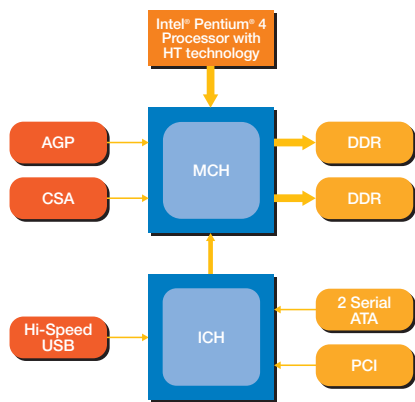 Intel® Pentium® 4
Processor with
HT technology
AGP
MCH
DDR
CSA
DDR
Hi-Speed
USB
ICH
2 Serial
ATA
PCI